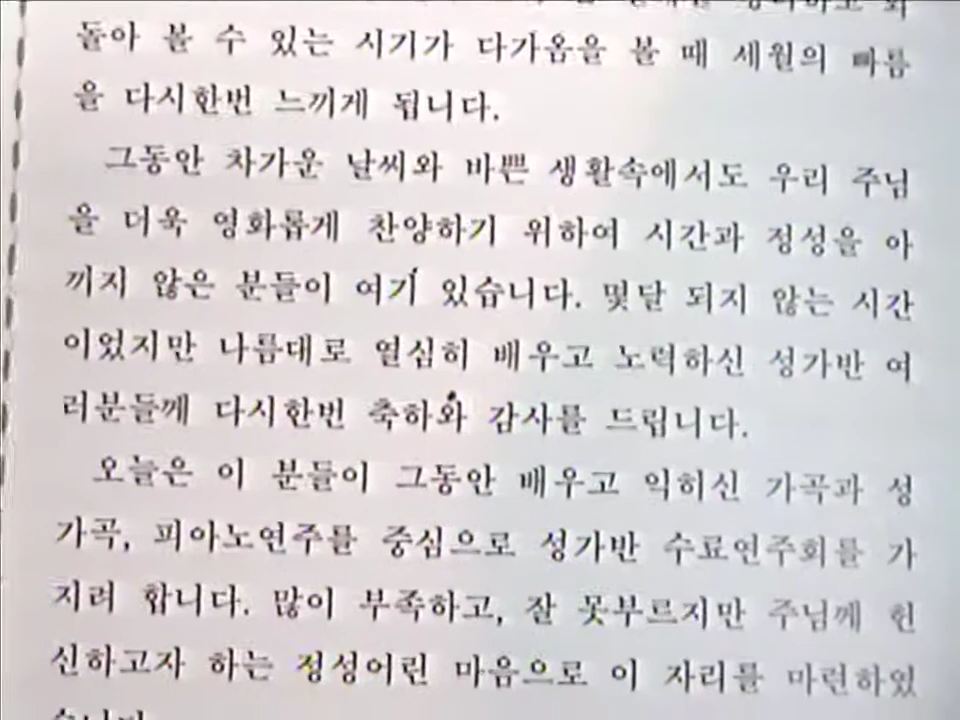 돌아 볼 수 있는 시기가 다가옴을 볼 때 세월의 빠름
을 다시한번 느끼게 됩니다.
그동안 차가운 날씨와 바쁜 생활속에서도 우리 주님
을 더욱 영화롭게 찬양하기 위하여 시간과 정성을 아
끼지 않은 분들이 여기 있습니다. 몇달 되지 않는 시간
이었지만 나름대로 열심히 배우고 노력하신 성가반 여
러분들께 다시한번 축하와 감사를 드립니다.
오늘은 이 분들이 그동안 배우고 익히신 가곡과 성
가곡, 피아노연주를 중심으로 성가반 수료연주회를 가
지려 합니다. 많이 부족하고, 잘 못부르지만 주님께 헌
신하고자 하는 정성어린 마음으로 이 자리를 마련하였